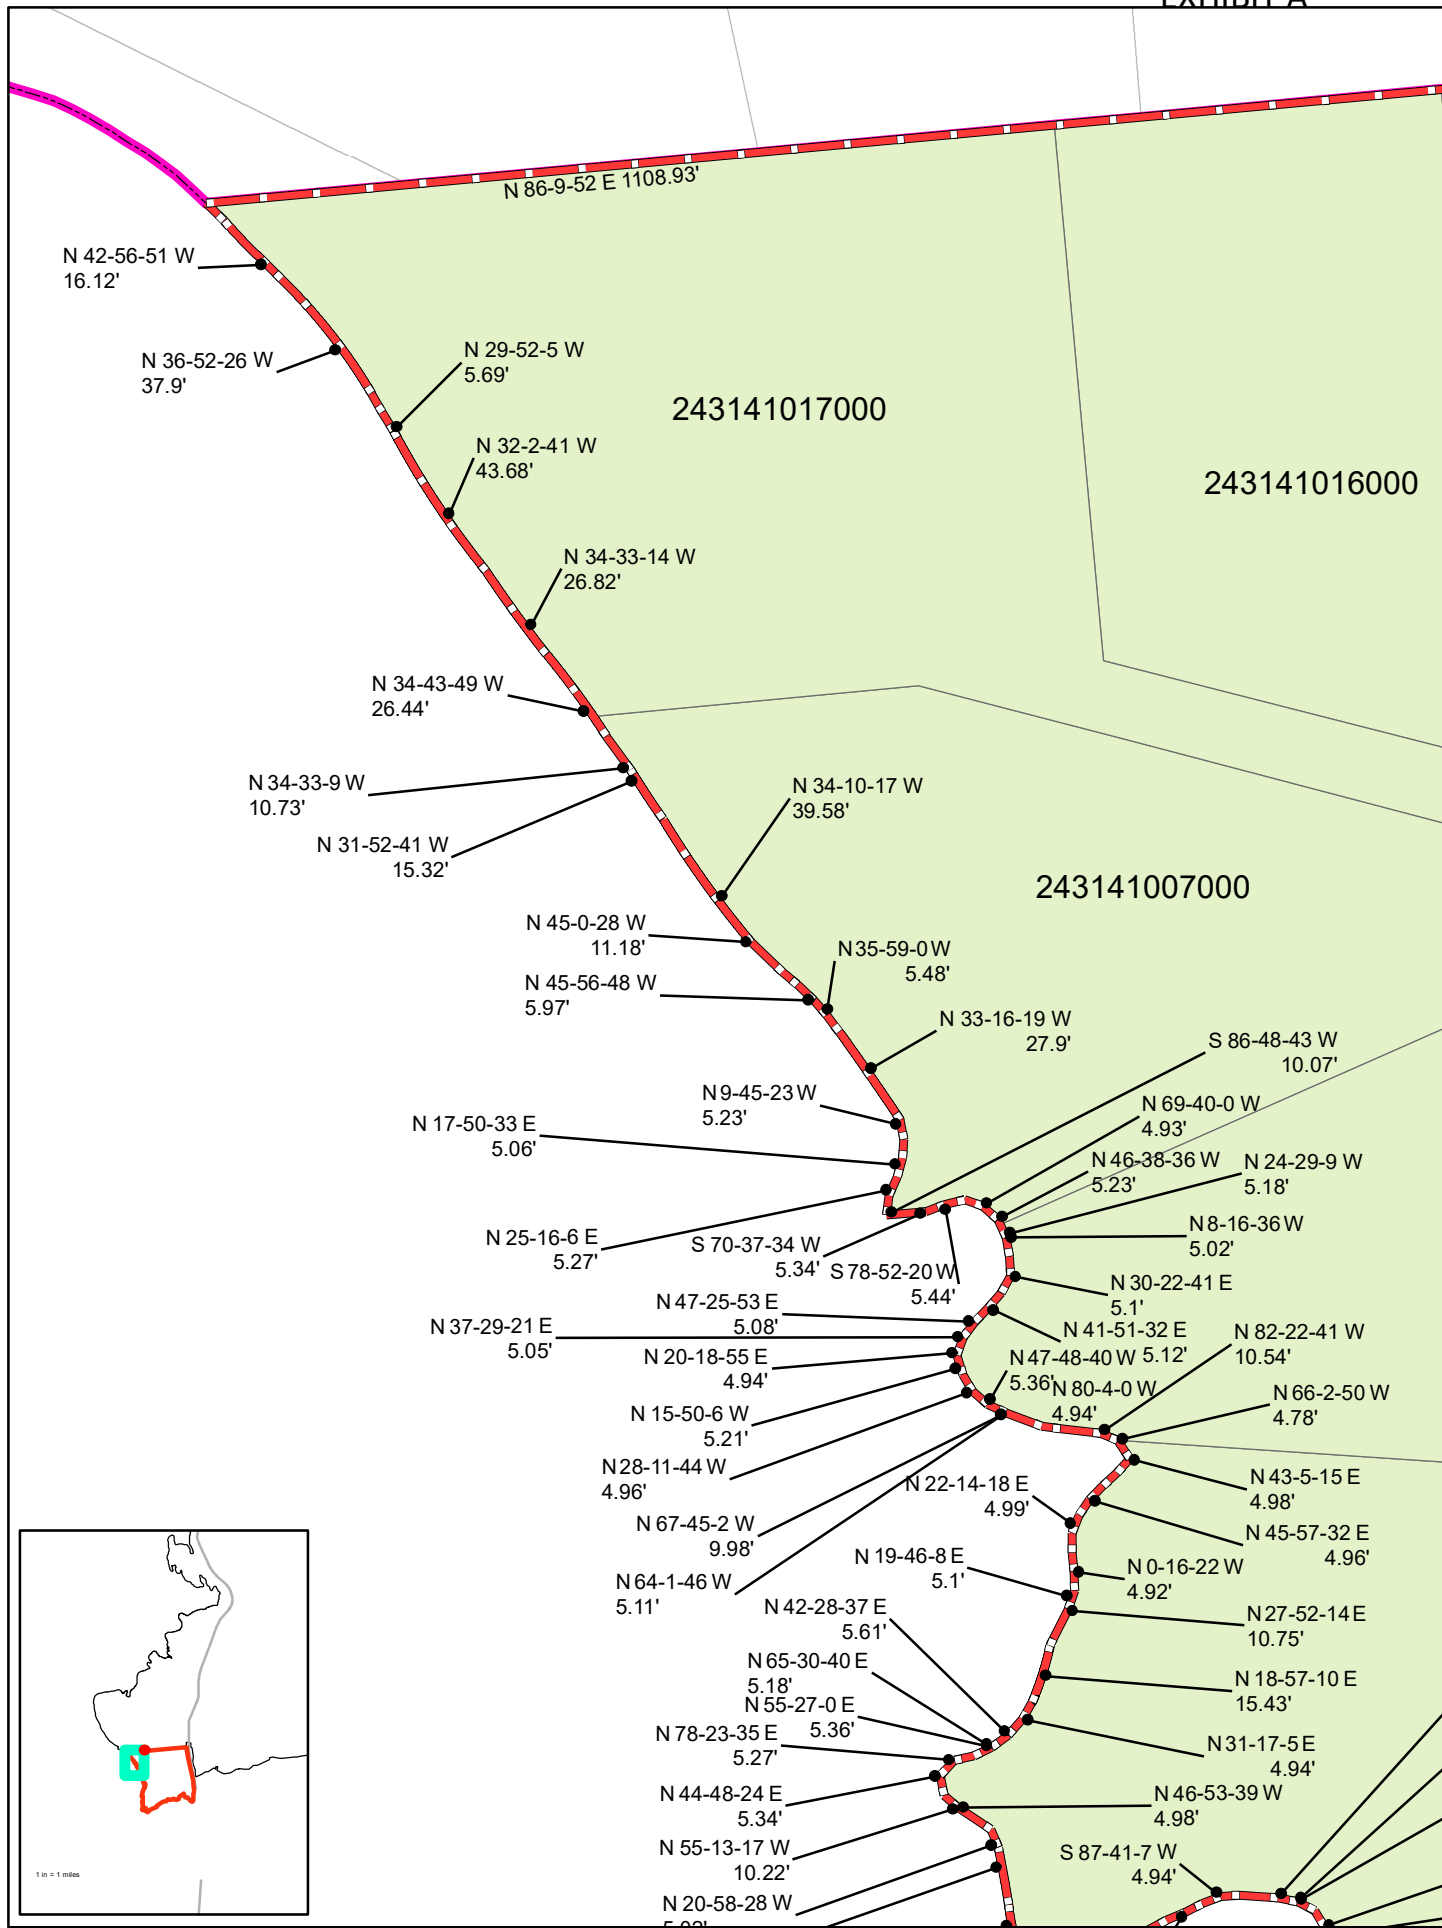 EXHIBIT A
N 86-9-52 E 1108.93'
N 42-56-51 W
16.12'
N 36-52-26 W
37.9'
N 29-52-5 W
5.69'
243141017000
N 32-2-41 W
43.68'
243141016000
N 34-33-14 W
26.82'
N 34-43-49 W
26.44'
N 34-33-9 W
10.73'
N 34-10-17 W
39.58'
N 31-52-41 W
15.32'
243141007000
N 45-0-28 W
11.18'
N 35-59-0 W
5.48'
N 45-56-48 W
5.97'
N 33-16-19 W
27.9'
S 86-48-43 W
10.07'
N 9-45-23 W
5.23'
N 69-40-0 W
4.93'
N 17-50-33 E
5.06'
N 46-38-36 W
5.23'
N 24-29-9 W
5.18'
N 8-16-36 W
5.02'
N 25-16-6 E
5.27'
S 70-37-34 W
5.34'
S 78-52-20 W
5.44'
N 30-22-41 E
5.1'
N 47-25-53 E
5.08'
N 37-29-21 E
5.05'
N 41-51-32 E
5.12'
N 82-22-41 W
10.54'
N 20-18-55 E
4.94'
N 47-48-40 W
5.36'
N 80-4-0 W
4.94'
N 66-2-50 W
4.78'
N 15-50-6 W
5.21'
N 28-11-44 W
4.96'
N 22-14-18 E
4.99'
N 43-5-15 E
4.98'
N 67-45-2 W
9.98'
N 45-57-32 E
4.96'
N 19-46-8 E
5.1'
N 0-16-22 W
4.92'
N 64-1-46 W
5.11'
N 42-28-37 E
5.61'
N 27-52-14 E
10.75'
N 65-30-40 E
5.18'
N 18-57-10 E
15.43'
N 55-27-0 E
5.36'
N 78-23-35 E
5.27'
N 31-17-5 E
4.94'
N 44-48-24 E
5.34'
N 46-53-39 W
4.98'
N 55-13-17 W
10.22'
S 87-41-7 W
4.94'
N 20-58-28 W
5.02'
1 in = 1 miles